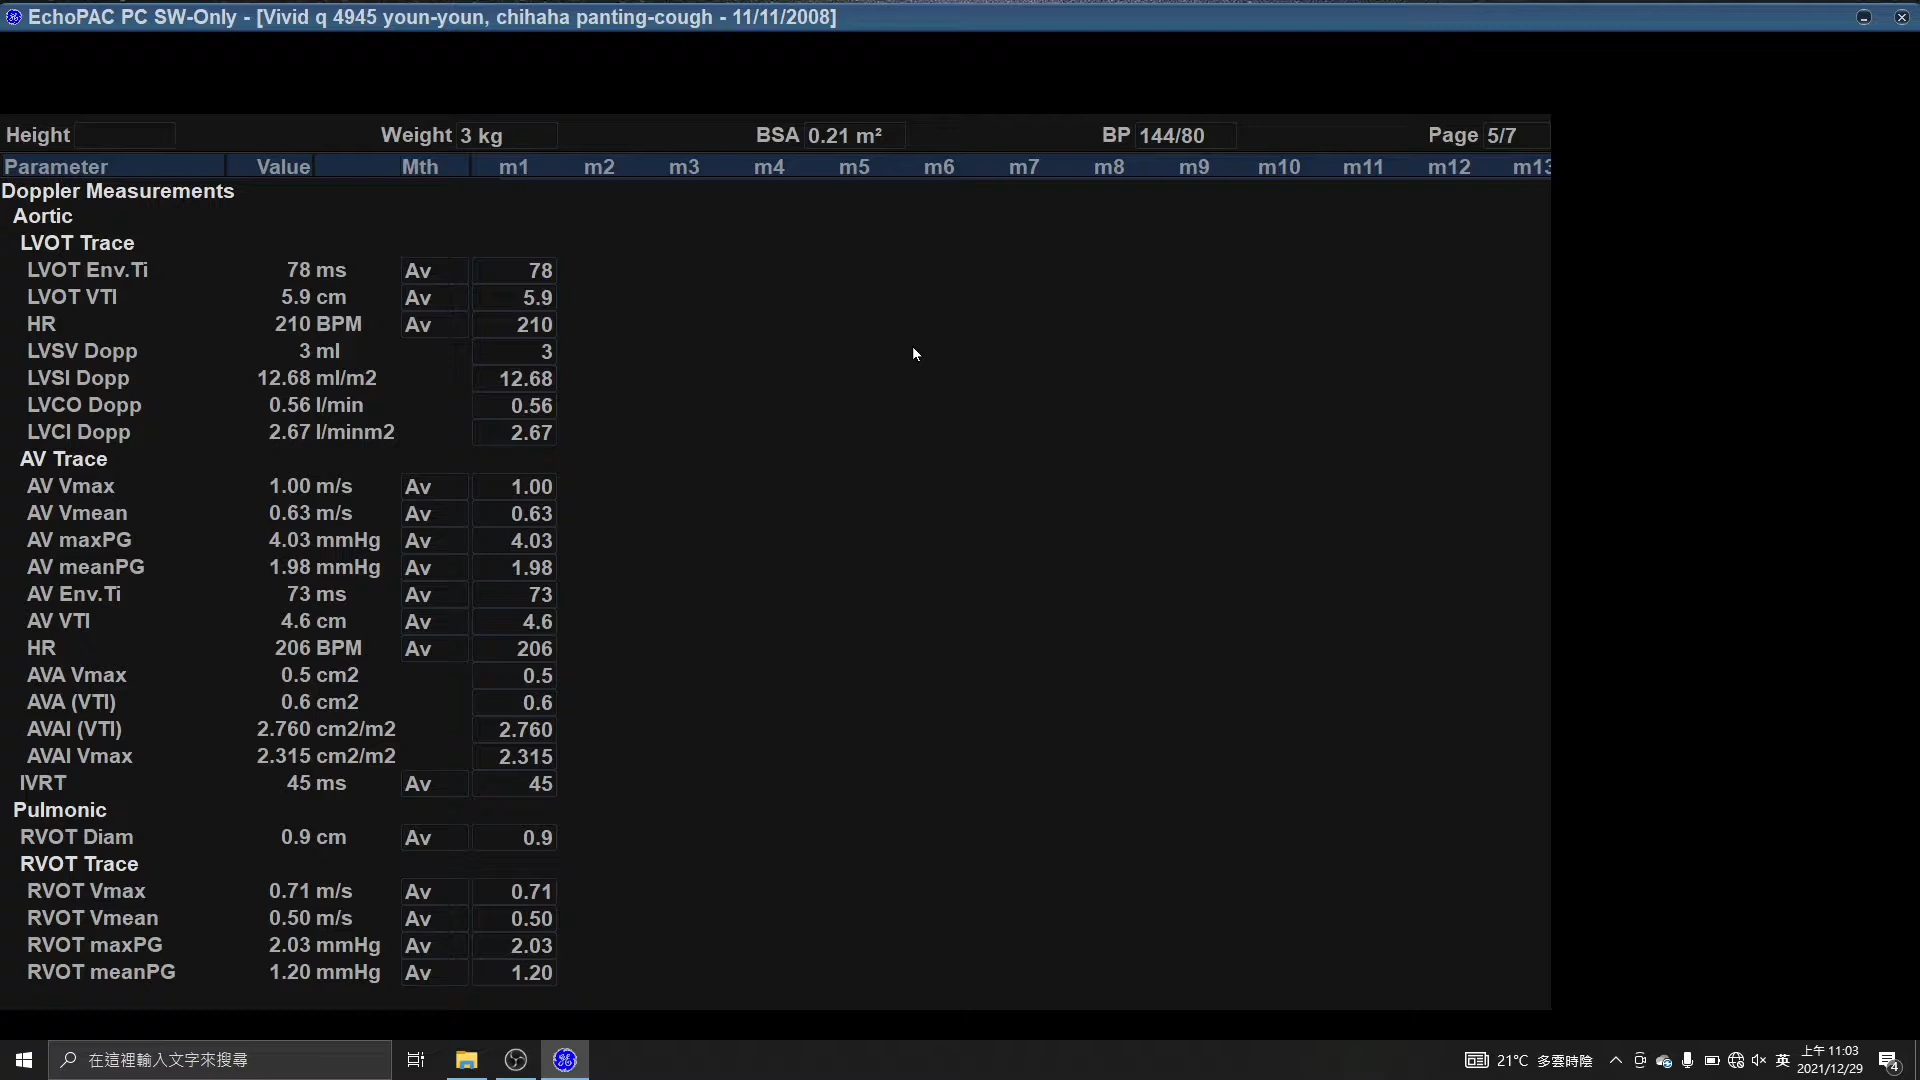 EchoPAC PC SW-Only - [Vivid q 4945 youn-youn, chihaha panting-cough - 11/11/2008]
Height Weight 3 kg BSA 0.21 m² BP 144/80 Page 5/7
Parameter Value Mth m1 m2 m3 m4 m5 m6 m7 m8 m9 m10 m11 m12 m13
Doppler Measurements
Aortic
LVOT Trace
LVOT Env.Ti 78 ms Av 78
LVOT VTI 5.9 cm Av 5.9
HR 210 BPM Av 210
LVSV Dopp 3 ml 3
LVSI Dopp 12.68 ml/m2 12.68
LVCO Dopp 0.56 l/min 0.56
LVCI Dopp 2.67 l/minm2 2.67
AV Trace
AV Vmax 1.00 m/s Av 1.00
AV Vmean 0.63 m/s Av 0.63
AV maxPG 4.03 mmHg Av 4.03
AV meanPG 1.98 mmHg Av 1.98
AV Env.Ti 73 ms Av 73
AV VTI 4.6 cm Av 4.6
HR 206 BPM Av 206
AVA Vmax 0.5 cm2 0.5
AVA (VTI) 0.6 cm2 0.6
AVAI (VTI) 2.760 cm2/m2 2.760
AVAI Vmax 2.315 cm2/m2 2.315
IVRT 45 ms Av 45
Pulmonic
RVOT Diam 0.9 cm Av 0.9
RVOT Trace
RVOT Vmax 0.71 m/s Av 0.71
RVOT Vmean 0.50 m/s Av 0.50
RVOT maxPG 2.03 mmHg Av 2.03
RVOT meanPG 1.20 mmHg Av 1.20
在這裡輸入文字來搜尋 21°C 多雲時陰 英 上午 11:03
2021/12/29 4